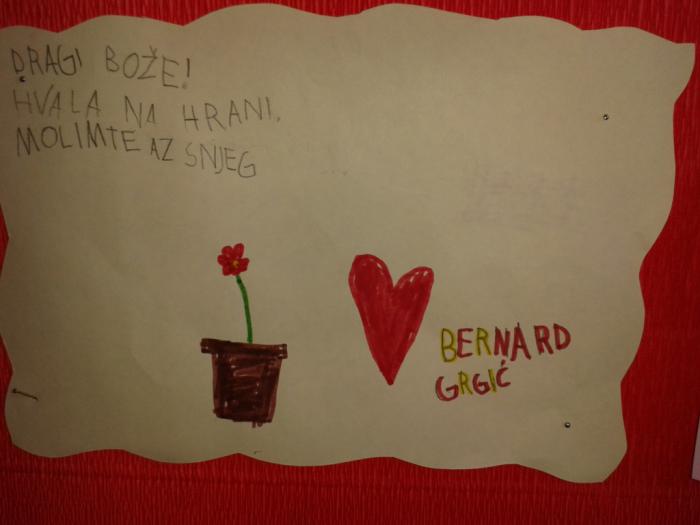 DRAGI BOŽE!
HVALA NA HRANI.
MOLIMTE AZ SNJEG
BERNARD
GRGIĆ